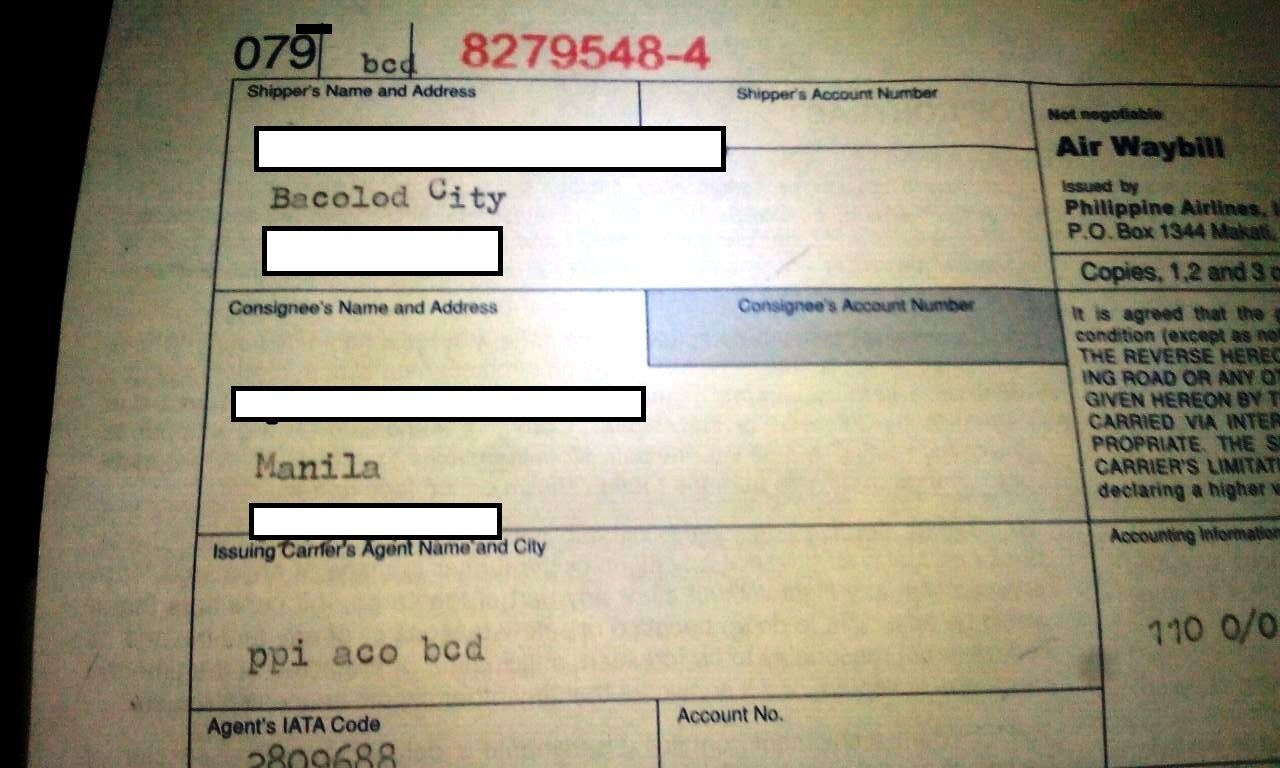 079 bcd 8279548-4
Shipper's Name and Address
Shipper's Account Number
Not negotiable
Air Waybill
Issued by
Philippine Airlines,
P.O. Box 1344 Makati,
Bacolod City
Copies, 1,2 and 3
Consignee's Name and Address
Consignee's Account Number
It is agreed that the
condition (except as
THE REVERSE
ING ROAD OR ANY
GIVEN HEREON BY
CARRIED VIA
PROPRIATE. THE
CARRIER'S
declaring a higher
Manila
Issuing Carrier's Agent Name and City
Accounting Information
ppi aco bcd
110 0/0
Agent's IATA Code
Account No.
2809688